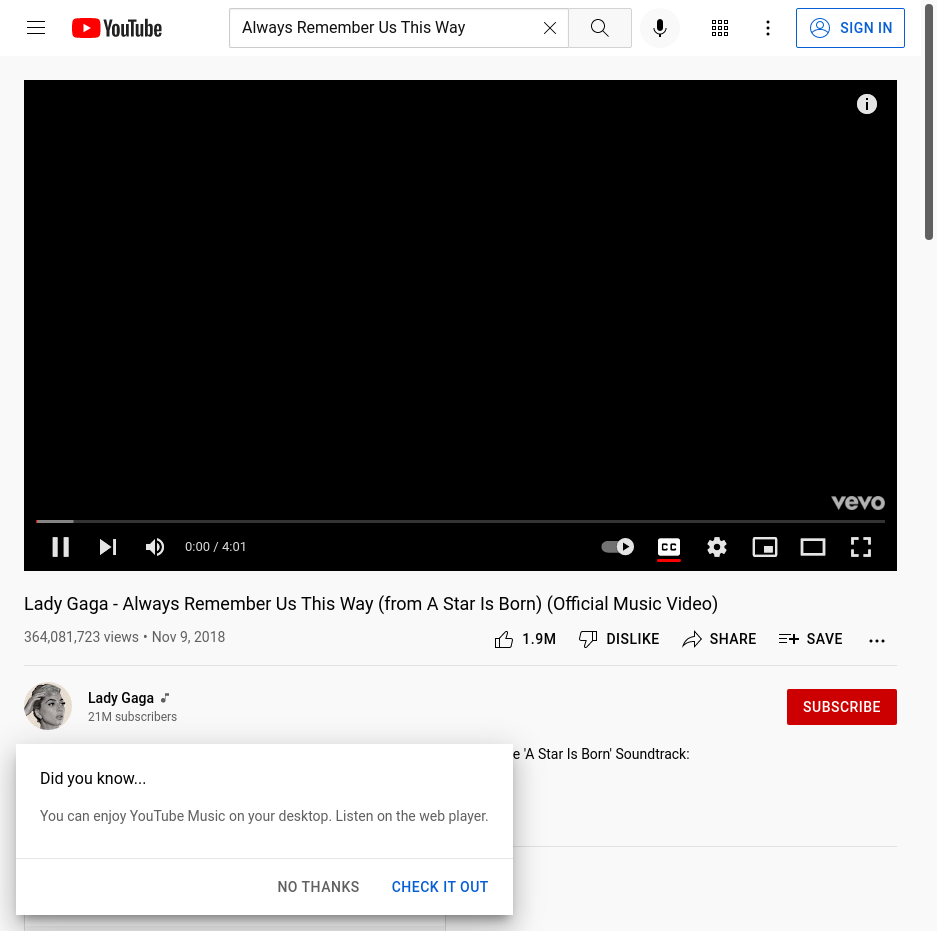 YouTube
Always Remember Us This Way
SIGN IN
vevo
0:00 / 4:01
CC
Lady Gaga - Always Remember Us This Way (from A Star Is Born) (Official Music Video)
364,081,723 views • Nov 9, 2018
1.9M
DISLIKE
SHARE
SAVE
Lady Gaga
21M subscribers
SUBSCRIBE
e 'A Star Is Born' Soundtrack:
Did you know...
You can enjoy YouTube Music on your desktop. Listen on the web player.
NO THANKS
CHECK IT OUT